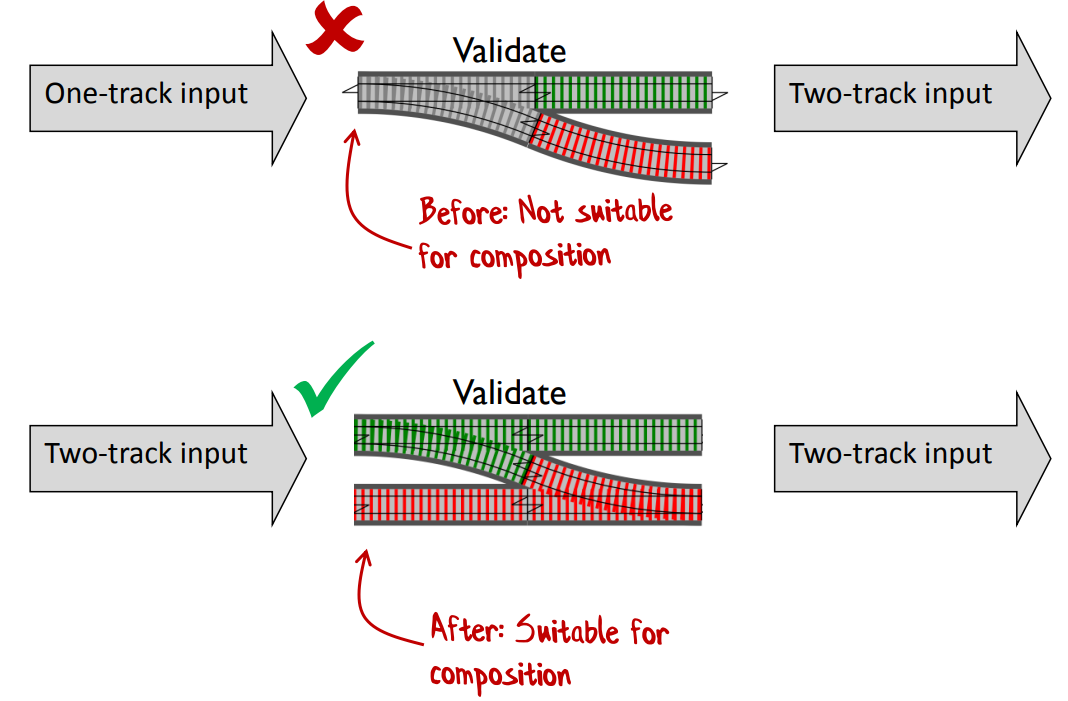 Validate
One-track input
Two-track input
Before: Not suitable
for composition
Validate
Two-track input
Two-track input
After: Suitable for
composition